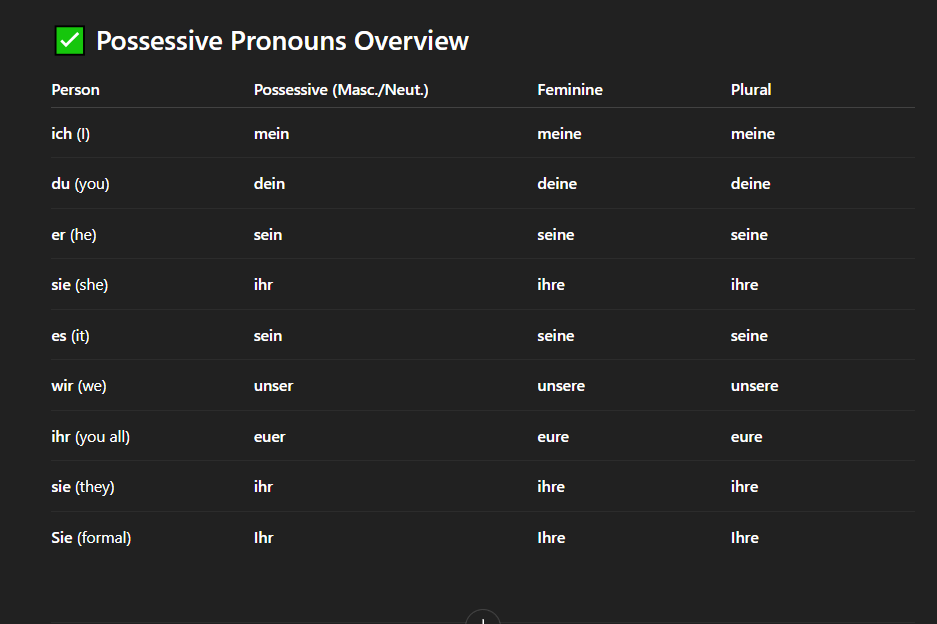 ✅ Possessive Pronouns Overview
Person Possessive (Masc./Neut.) Feminine Plural
ich (I) mein meine meine
du (you) dein deine deine
er (he) sein seine seine
sie (she) ihr ihre ihre
es (it) sein seine seine
wir (we) unser unsere unsere
ihr (you all) euer eure eure
sie (they) ihr ihre ihre
Sie (formal) Ihr Ihre Ihre